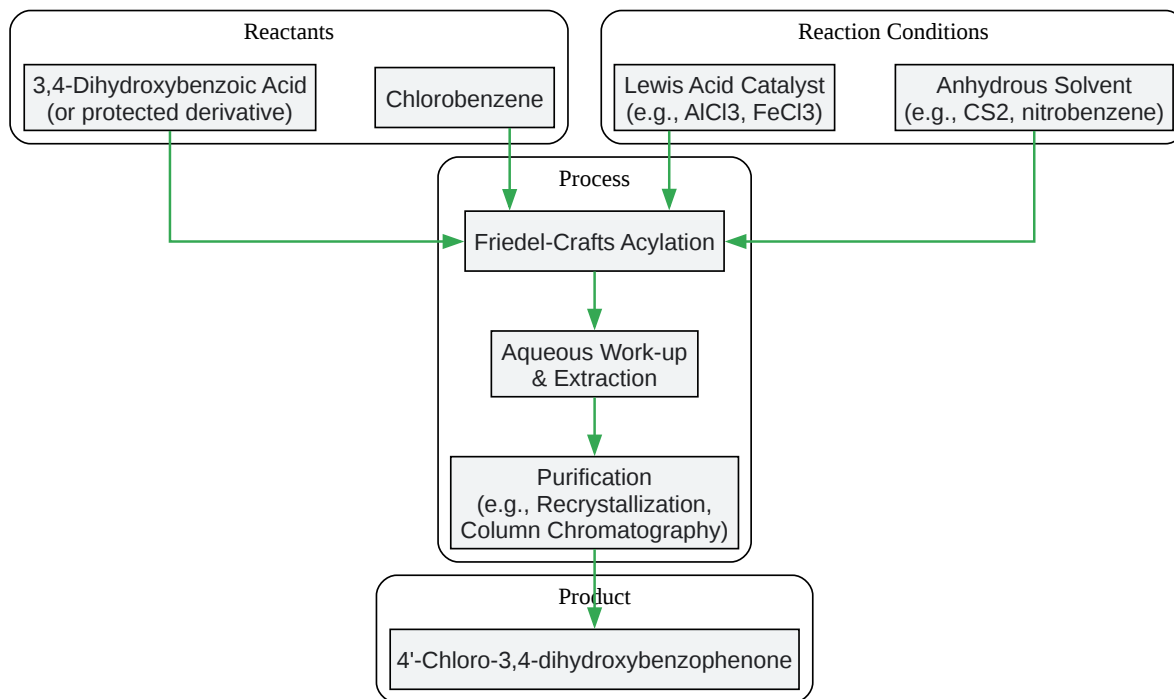 Reactants
3,4-Dihydroxybenzoic Acid
(or protected derivative)
Chlorobenzene
Reaction Conditions
Lewis Acid Catalyst
(e.g., AlCl3, FeCl3)
Anhydrous Solvent
(e.g., CS2, nitrobenzene)
Process
Friedel-Crafts Acylation
Aqueous Work-up
& Extraction
Purification
(e.g., Recrystallization,
Column Chromatography)
Product
4'-Chloro-3,4-dihydroxybenzophenone